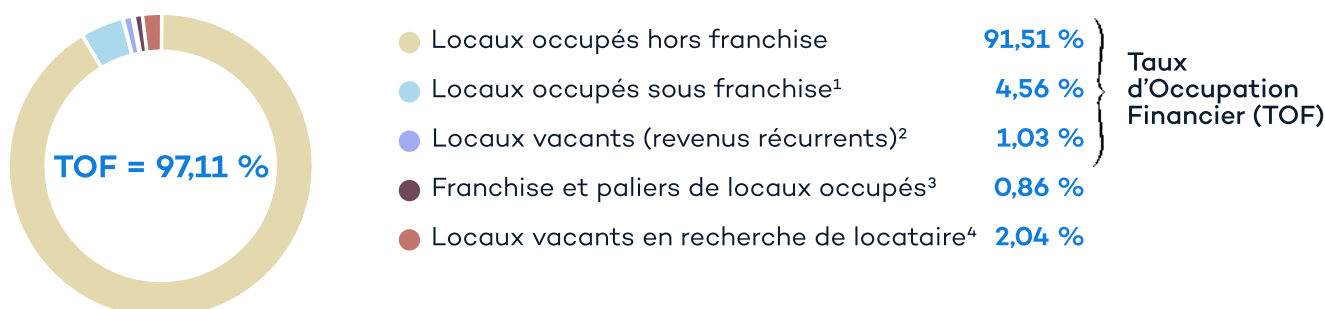 TOF = 97,11 %
Locaux occupés hors franchise 91,51 %
Locaux occupés sous franchise¹ 4,56 %
Locaux vacants (revenus récurrents)² 1,03 %
Franchise et paliers de locaux occupés³ 0,86 %
Locaux vacants en recherche de locataire⁴ 2,04 %
Taux
d'Occupation
Financier (TOF)